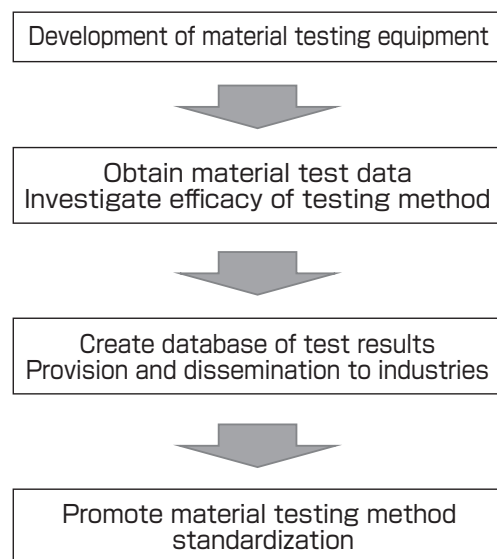 Development of material testing equipment
Obtain material test data
Investigate efficacy of testing method
Create database of test results
Provision and dissemination to industries
Promote material testing method
standardization